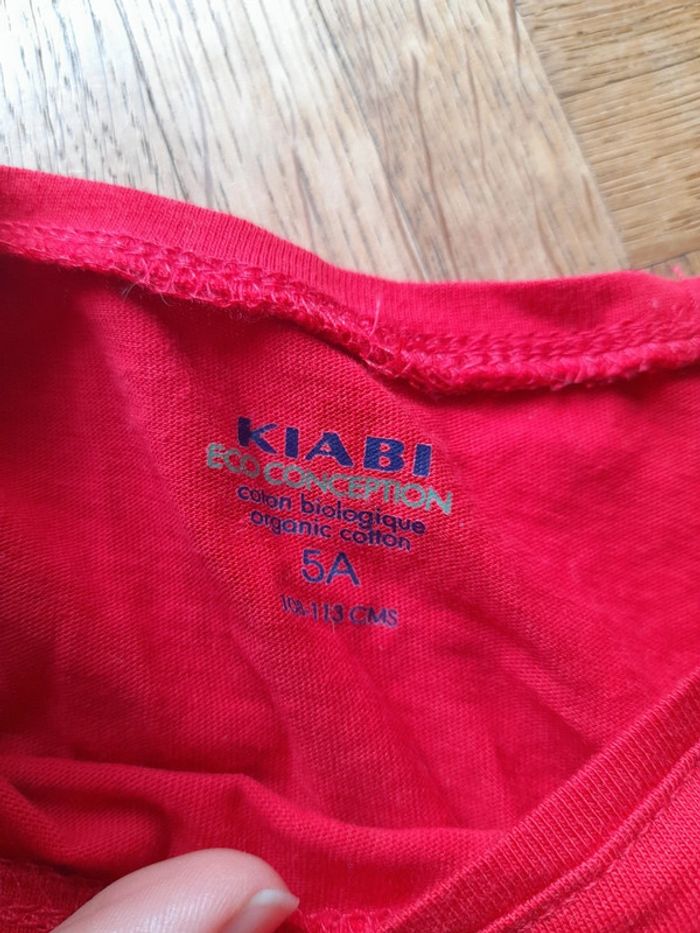 KIABI
ECO CONCEPTION
coton biologique
organic cotton
5A
108-113 CMS